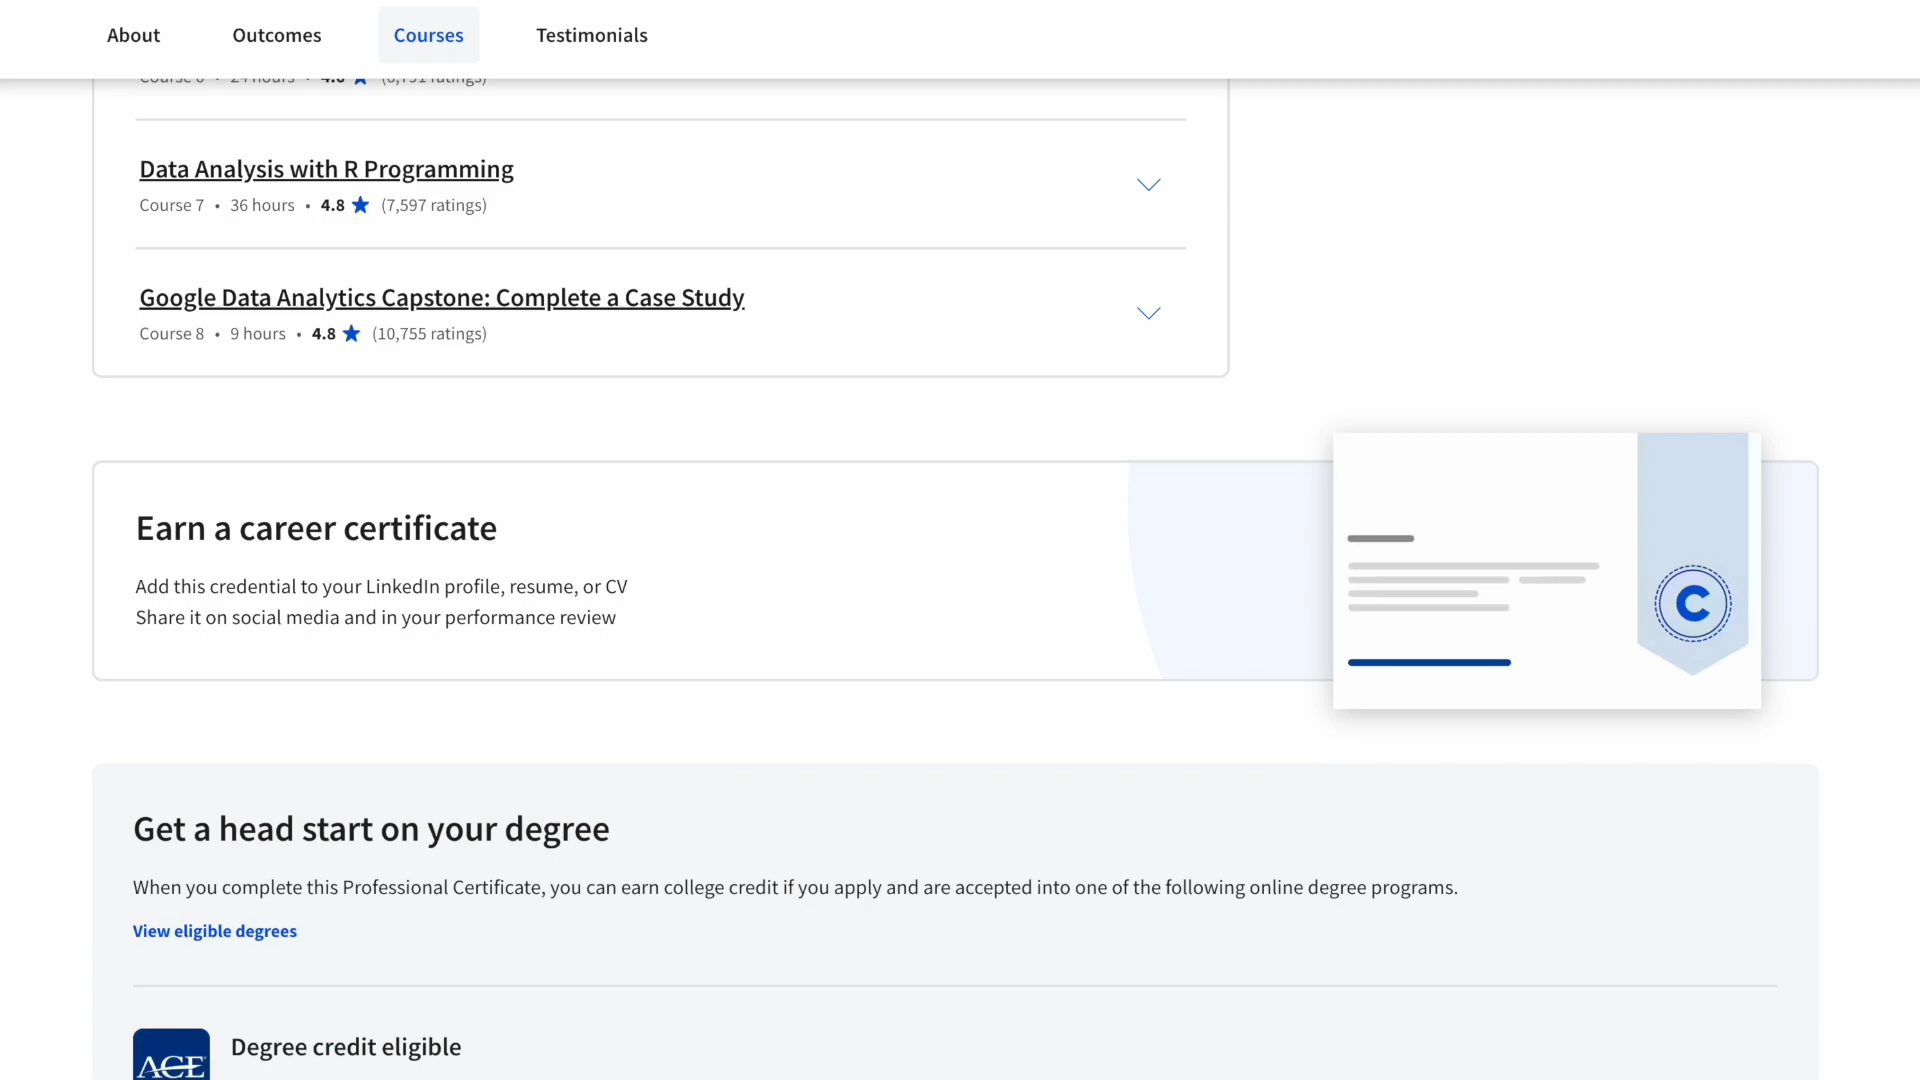 About
Outcomes
Courses
Testimonials
Data Analysis with R Programming
Course 7 • 36 hours • 4.8 ★ (7,597 ratings)
Google Data Analytics Capstone: Complete a Case Study
Course 8 • 9 hours • 4.8 ★ (10,755 ratings)
Earn a career certificate
Add this credential to your LinkedIn profile, resume, or CV
Share it on social media and in your performance review
C
Get a head start on your degree
When you complete this Professional Certificate, you can earn college credit if you apply and are accepted into one of the following online degree programs.
View eligible degrees
ACE
Degree credit eligible